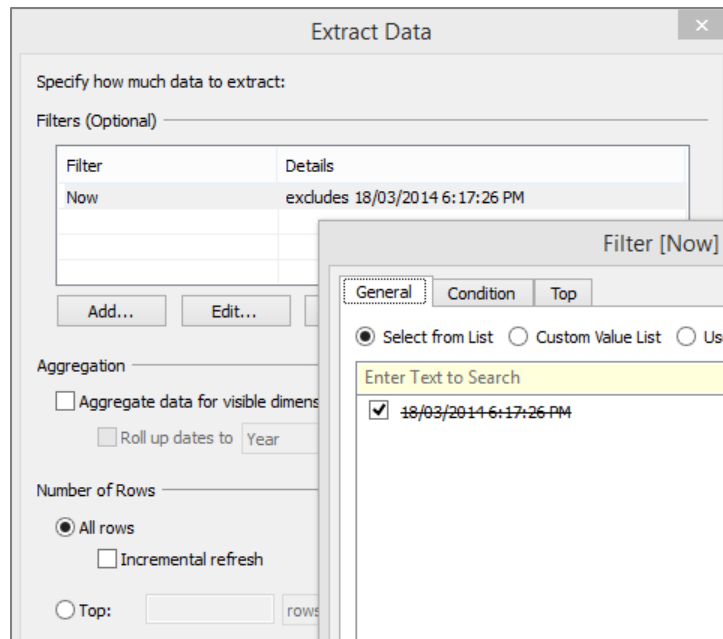 Extract Data
×
Specify how much data to extract:
Filters (Optional)
Filter Details
Now excludes 18/03/2014 6:17:26 PM
Filter [Now]
Add... Edit...
General Condition Top
Select from List Custom Value List
Enter Text to Search
18/03/2014 6:17:26 PM
Aggregation
Aggregate data for visible
Roll up dates to Year
Number of Rows
All rows
Incremental refresh
Top: rows